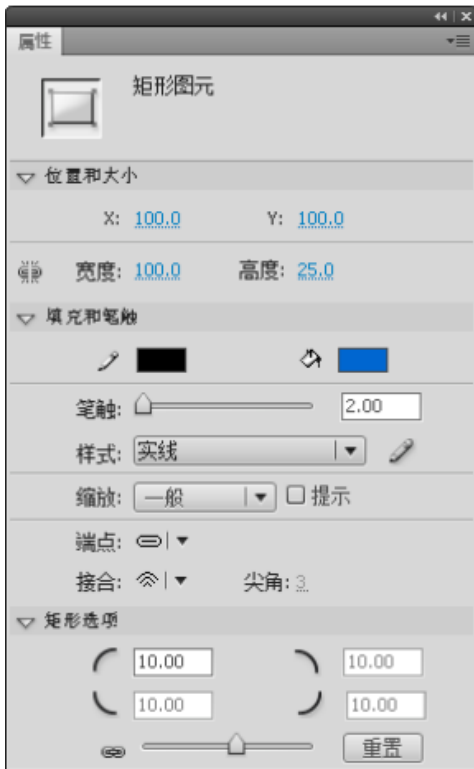 属性
矩形图元
位置和大小
X: 100.0 Y: 100.0
宽度: 100.0 高度: 25.0
填充和笔触
笔触: 2.00
样式: 实线
缩放: 一般 提示
端点:
接合: 尖角: 3
矩形选项
10.00 10.00
10.00 10.00
重置